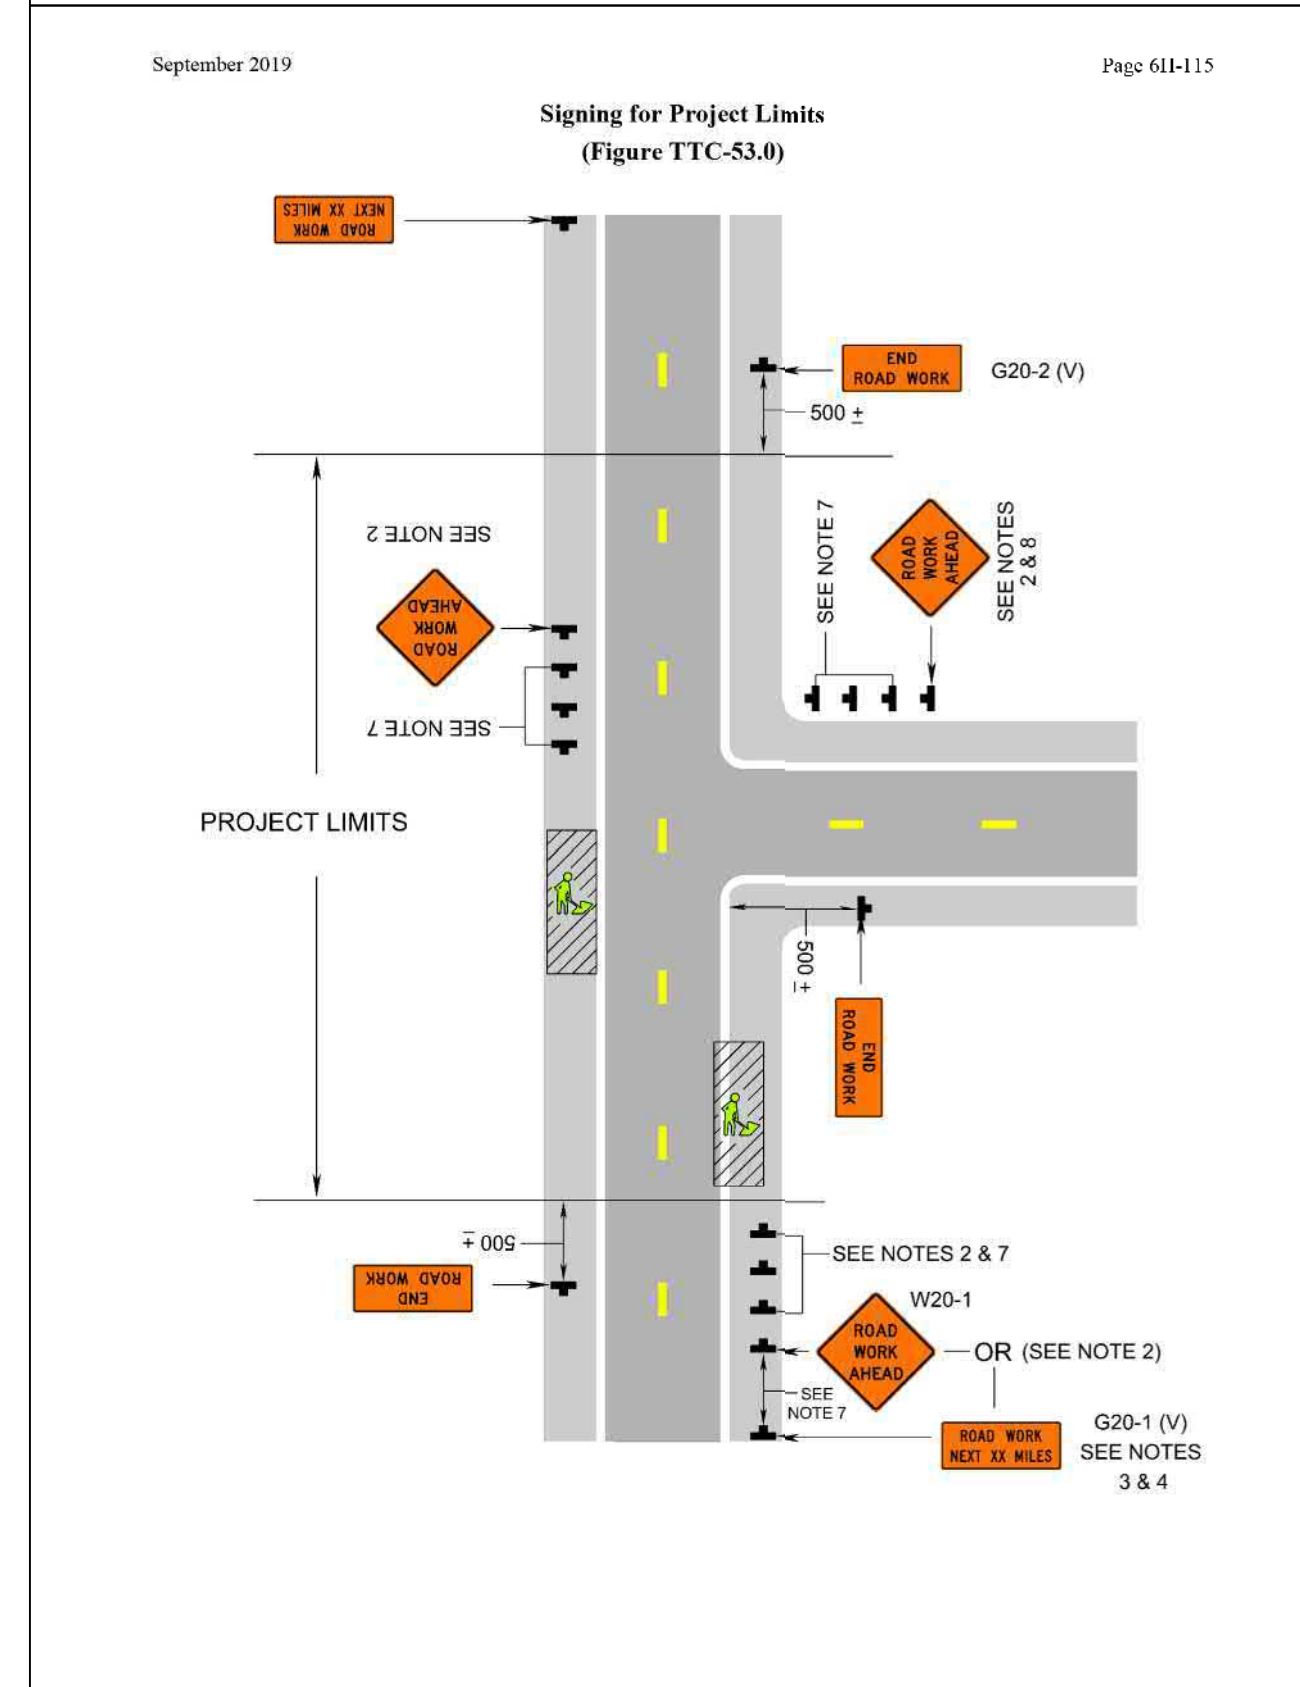 September 2019
Page 6H-115
Signing for Project Limits
(Figure TTC-53.0)
ROAD WORK
NEXT XX MILES
END
ROAD WORK
G20-2 (V)
500 ±
SEE NOTE 2
ROAD
WORK
AHEAD
SEE NOTE 7
SEE NOTE 7
ROAD
WORK
AHEAD
SEE NOTES
2 & 8
PROJECT LIMITS
500 ±
END
ROAD WORK
500 ±
END
ROAD WORK
SEE NOTES 2 & 7
W20-1
ROAD
WORK
AHEAD
OR (SEE NOTE 2)
SEE
NOTE 7
ROAD WORK
NEXT XX MILES
G20-1 (V)
SEE NOTES
3 & 4